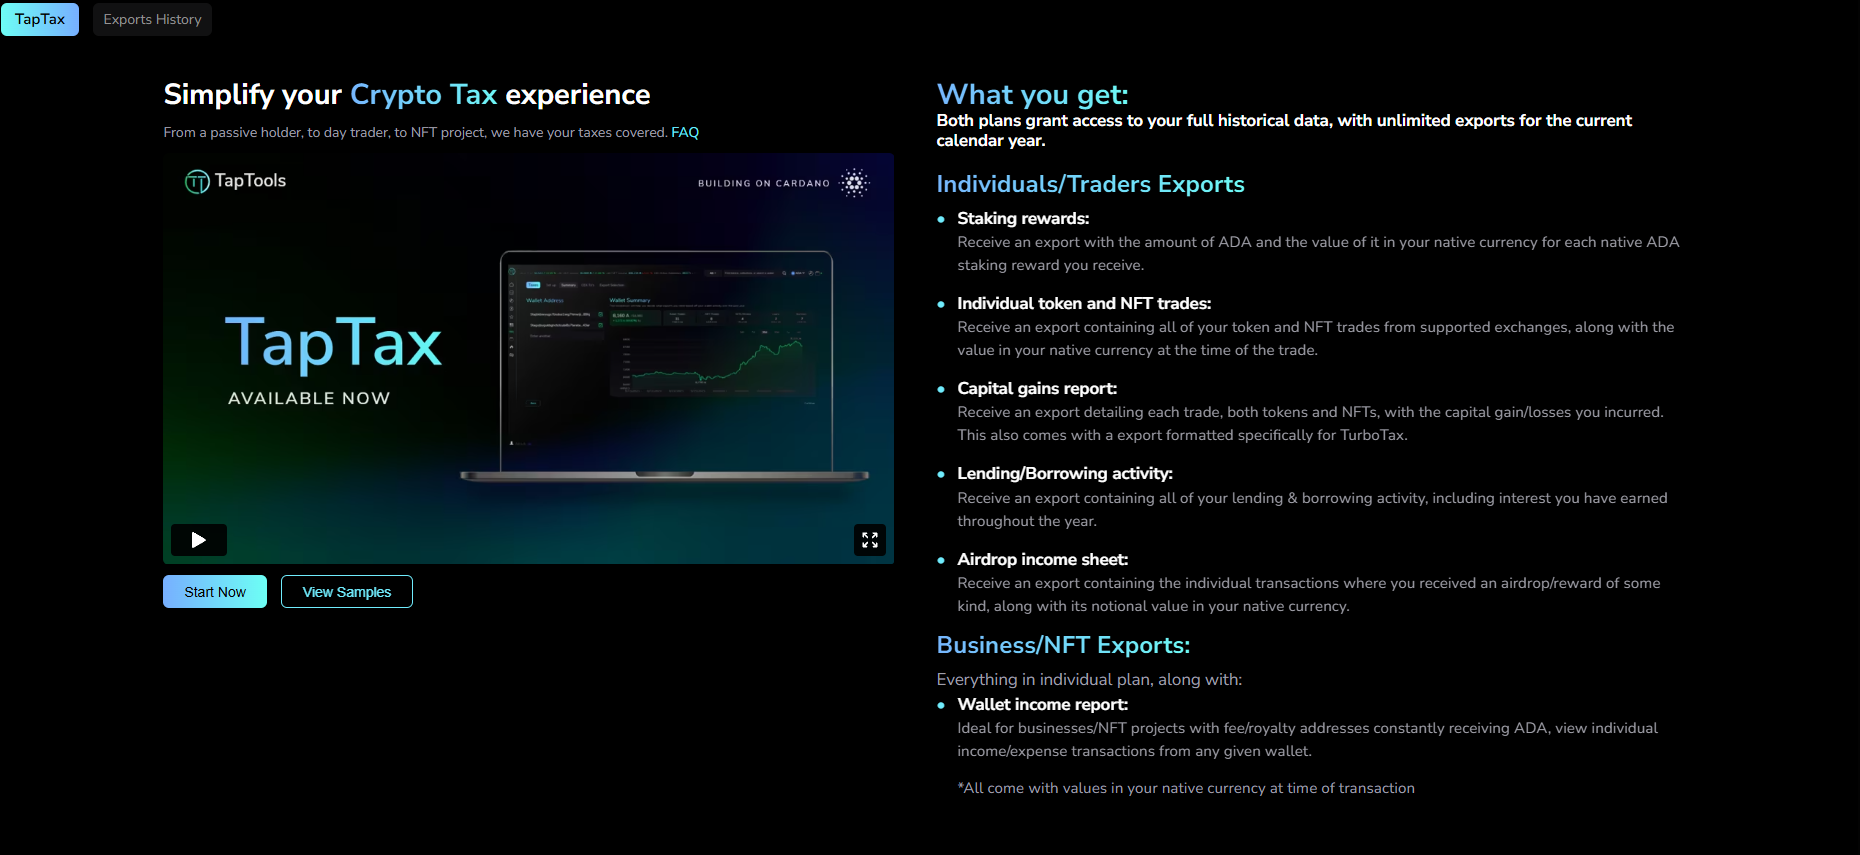 TapTax
Exports History
Simplify your Crypto Tax experience
From a passive holder, to day trader, to NFT project, we have your taxes covered. FAQ
TapTools
BUILDING ON CARDANO
TapTax
AVAILABLE NOW
Wallet Address
Wallet Summary
Start Now
View Samples
What you get:
Both plans grant access to your full historical data, with unlimited exports for the current
calendar year.
Individuals/Traders Exports
Staking rewards:
Receive an export with the amount of ADA and the value of it in your native currency for each native ADA
staking reward you receive.
Individual token and NFT trades:
Receive an export containing all of your token and NFT trades from supported exchanges, along with the
value in your native currency at the time of the trade.
Capital gains report:
Receive an export detailing each trade, both tokens and NFTs, with the capital gain/losses you incurred.
This also comes with a export formatted specifically for TurboTax.
Lending/Borrowing activity:
Receive an export containing all of your lending & borrowing activity, including interest you have earned
throughout the year.
Airdrop income sheet:
Receive an export containing the individual transactions where you received an airdrop/reward of some
kind, along with its notional value in your native currency.
Business/NFT Exports:
Everything in individual plan, along with:
Wallet income report:
Ideal for businesses/NFT projects with fee/royalty addresses constantly receiving ADA, view individual
income/expense transactions from any given wallet.
*All come with values in your native currency at time of transaction